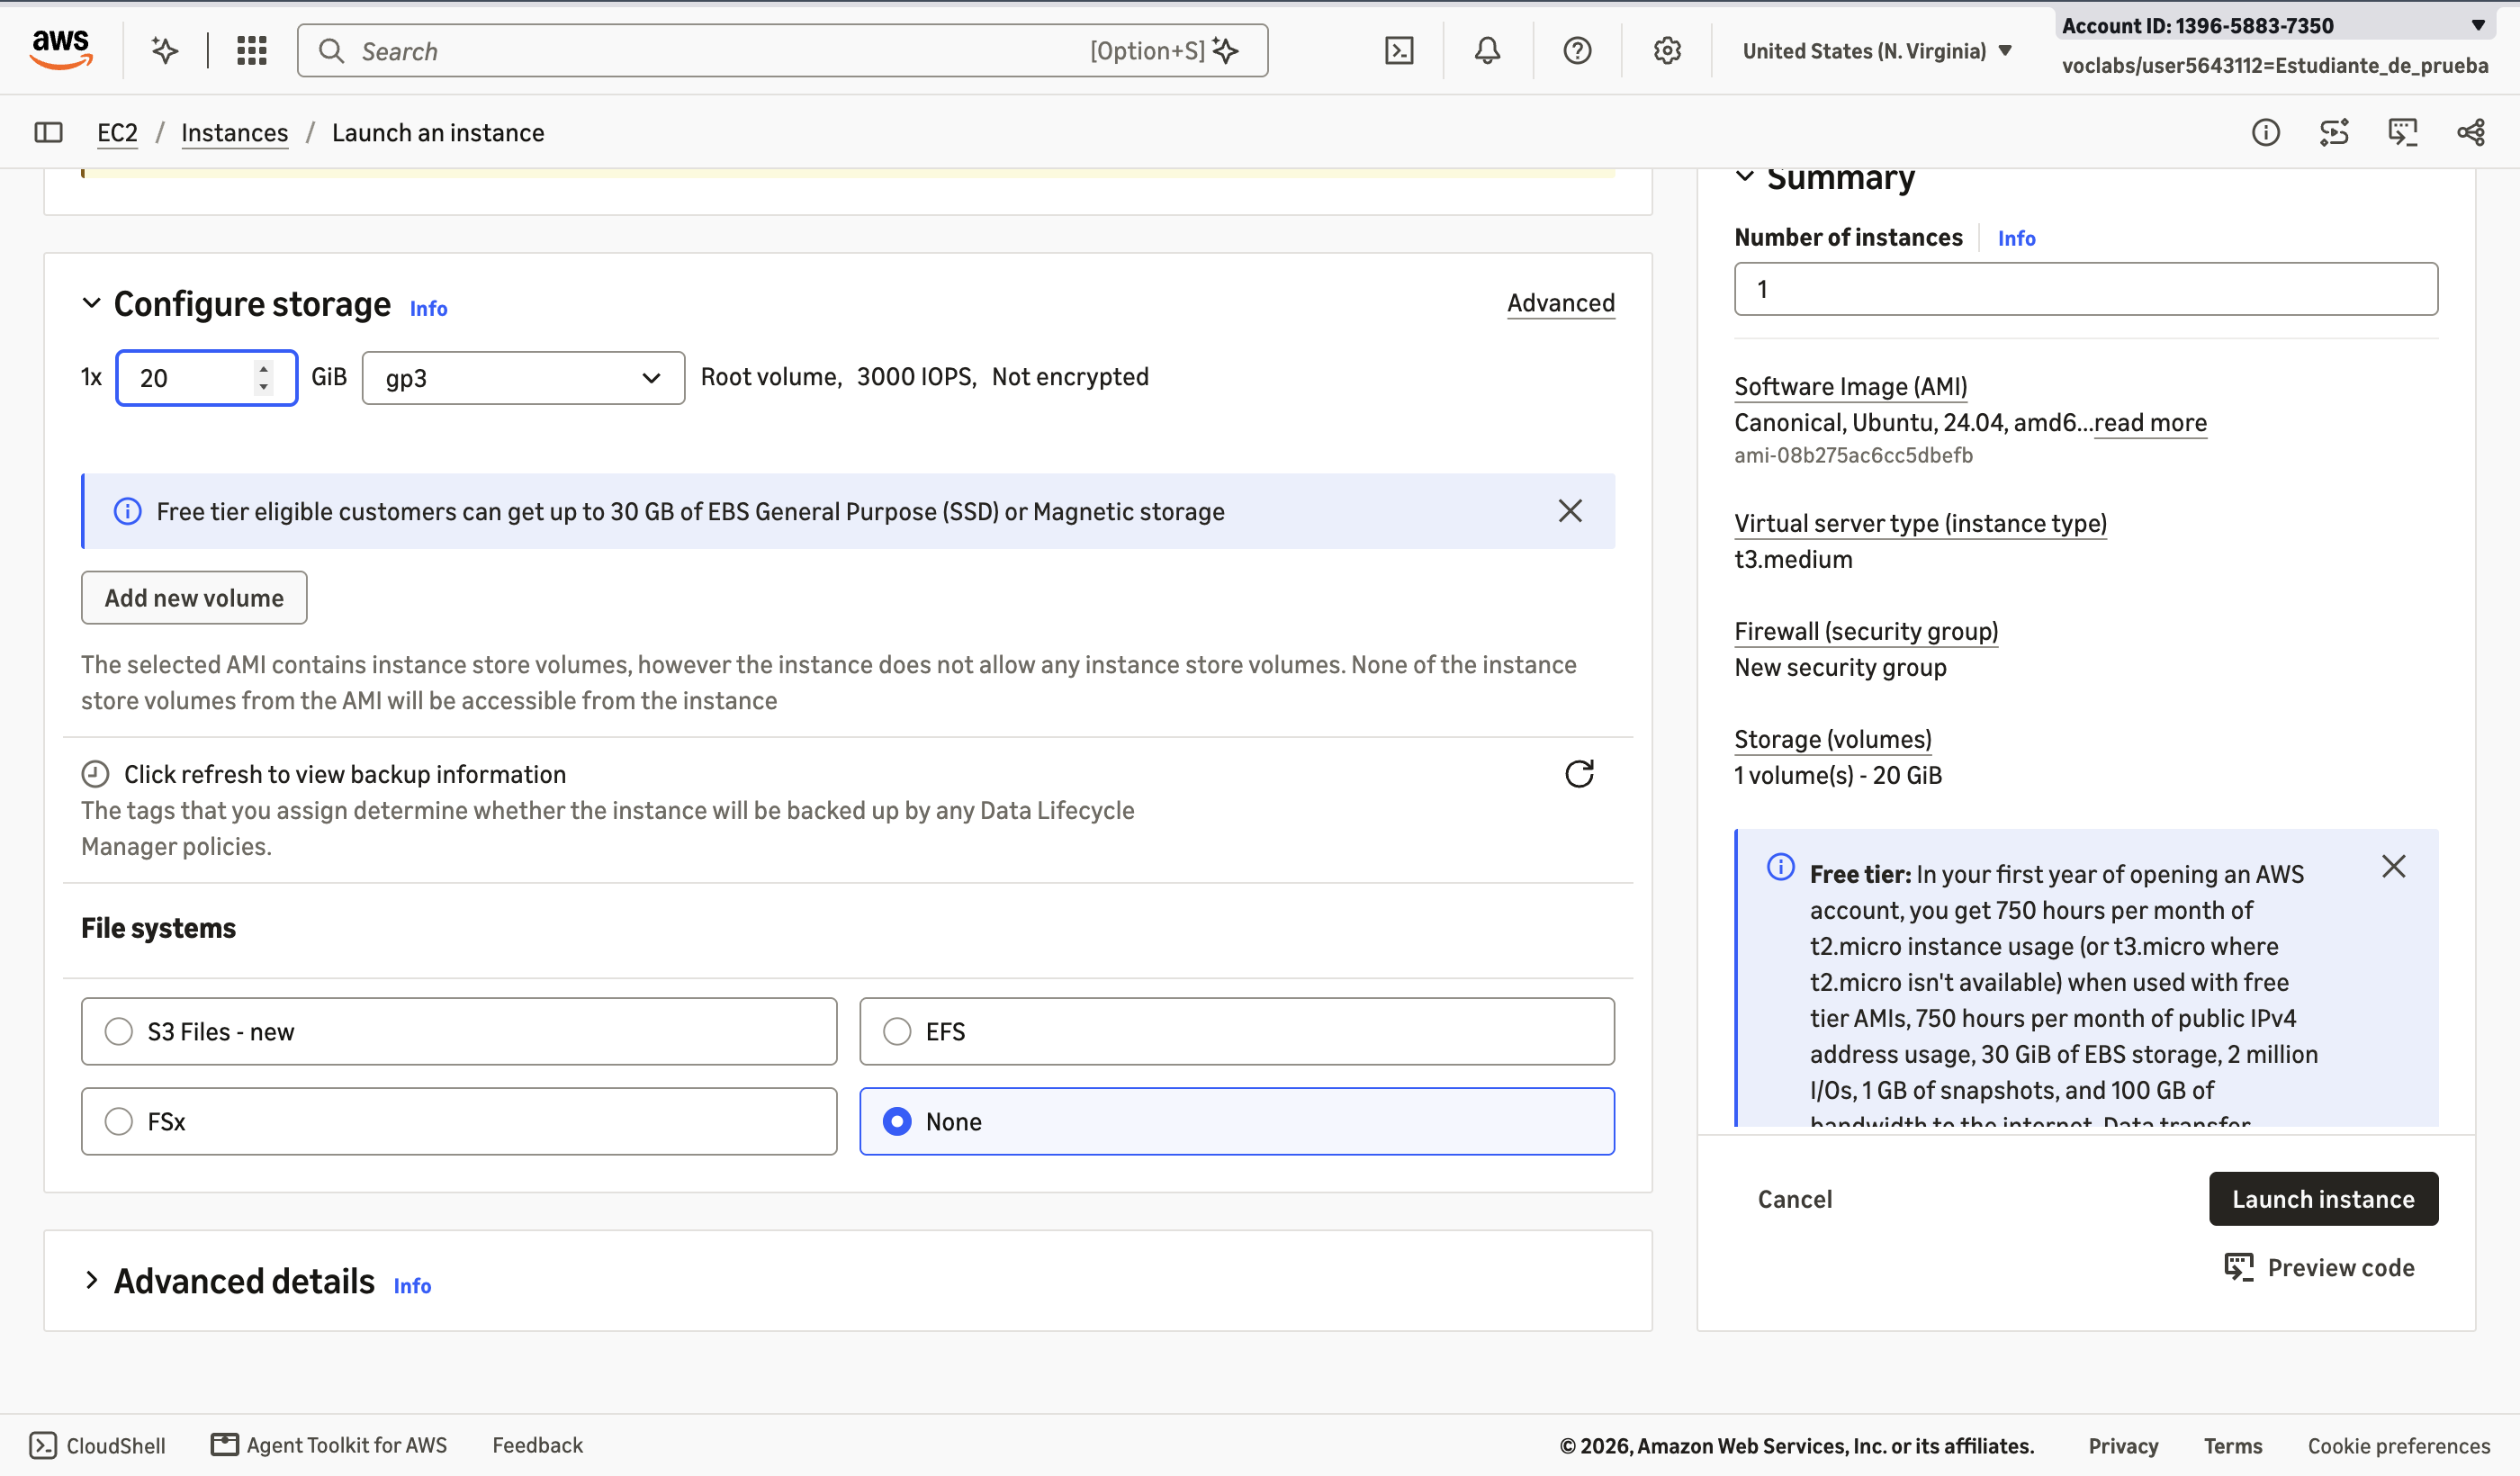 aws
Search [Option+S]
United States (N. Virginia)
Account ID: 1396-5883-7350
voclabs/user5643112=Estudiante_de_prueba
EC2 / Instances / Launch an instance
Configure storage Info
Advanced
1x 20 GiB gp3 Root volume, 3000 IOPS, Not encrypted
Free tier eligible customers can get up to 30 GB of EBS General Purpose (SSD) or Magnetic storage
Add new volume
The selected AMI contains instance store volumes, however the instance does not allow any instance store volumes. None of the instance
store volumes from the AMI will be accessible from the instance
Click refresh to view backup information
The tags that you assign determine whether the instance will be backed up by any Data Lifecycle
Manager policies.
File systems
S3 Files - new
EFS
FSx
None
Advanced details Info
Summary
Number of instances Info
1
Software Image (AMI)
Canonical, Ubuntu, 24.04, amd6...read more
ami-08b275ac6cc5dbefb
Virtual server type (instance type)
t3.medium
Firewall (security group)
New security group
Storage (volumes)
1 volume(s) - 20 GiB
Free tier: In your first year of opening an AWS
account, you get 750 hours per month of
t2.micro instance usage (or t3.micro where
t2.micro isn't available) when used with free
tier AMIs, 750 hours per month of public IPv4
address usage, 30 GiB of EBS storage, 2 million
I/Os, 1 GB of snapshots, and 100 GB of
bandwidth to the internet. Data transfer
Cancel
Launch instance
Preview code
CloudShell
Agent Toolkit for AWS
Feedback
© 2026, Amazon Web Services, Inc. or its affiliates.
Privacy
Terms
Cookie preferences